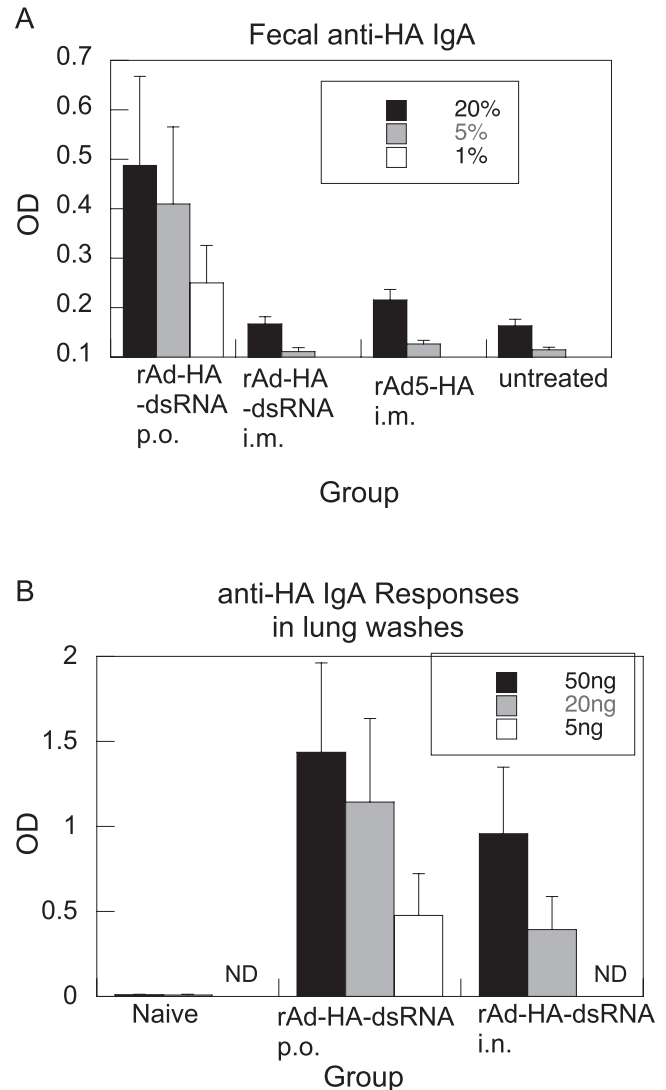 A
Fecal anti-HA IgA
0.7
0.6
0.5
0.4
0.3
0.2
0.1
OD
20%
5%
1%
rAd-HA
-dsRNA
p.o.
rAd-HA
-dsRNA
i.m.
rAd5-HA
i.m.
untreated
Group
B
anti-HA IgA Responses
in lung washes
2
1.5
1
0.5
0
OD
50ng
20ng
5ng
ND
ND
Naive
rAd-HA-dsRNA
p.o.
rAd-HA-dsRNA
i.n.
Group